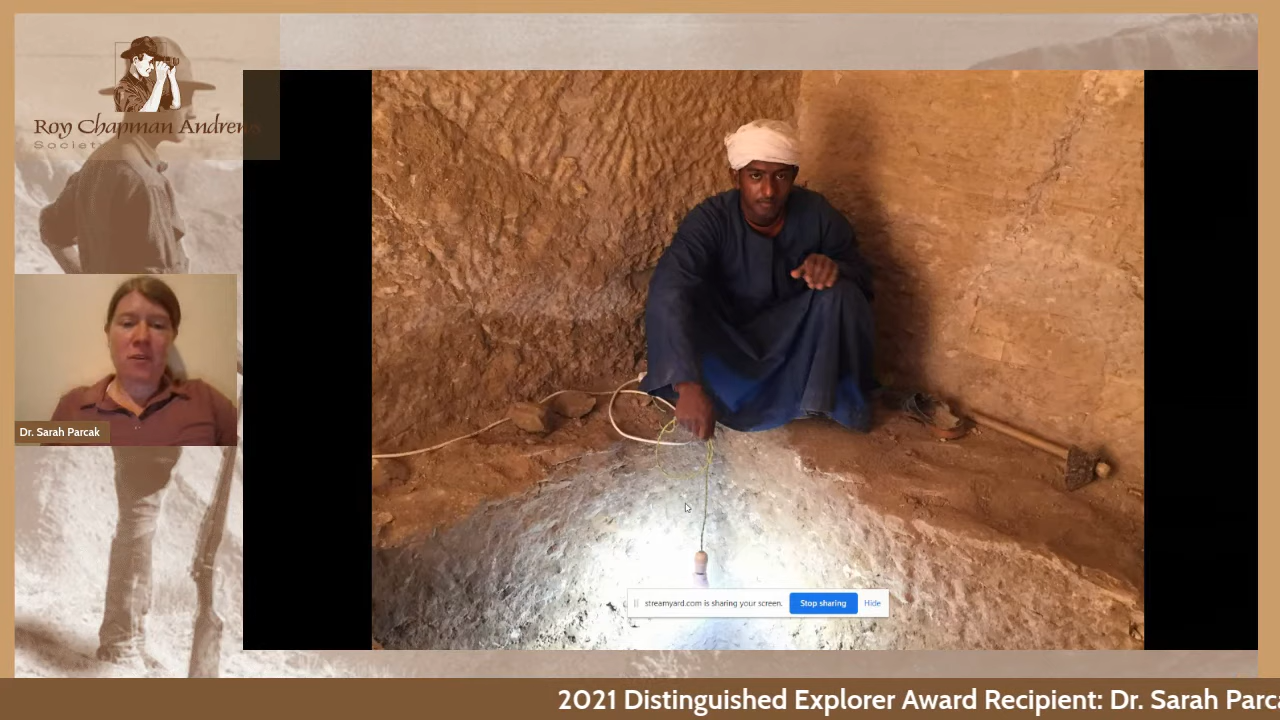 Roy Chapman Andrews
Society
Dr. Sarah Parcak
streamyard.com is sharing your screen.
Stop sharing
Hide
2021 Distinguished Explorer Award Recipient: Dr. Sarah Parca